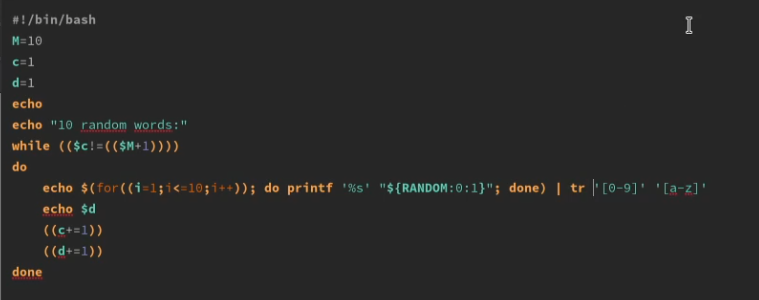 #!/bin/bash
M=10
c=1
d=1
echo
echo "10 random words:"
while (($c!=(($M+1))))
do
    echo $(for((i=1;i<=10;i++)); do printf '%s' "${RANDOM:0:1}"; done) | tr '[0-9]' '[a-z]'
    echo $d
    ((c+=1))
    ((d+=1))
done